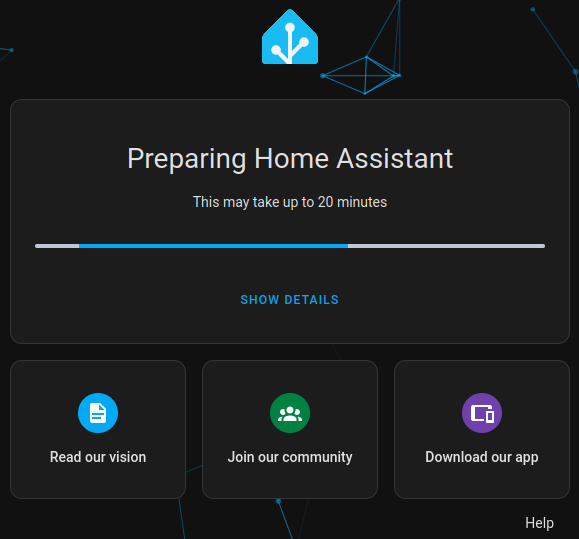 Preparing Home Assistant
This may take up to 20 minutes
SHOW DETAILS
Read our vision
Join our community
Download our app
Help